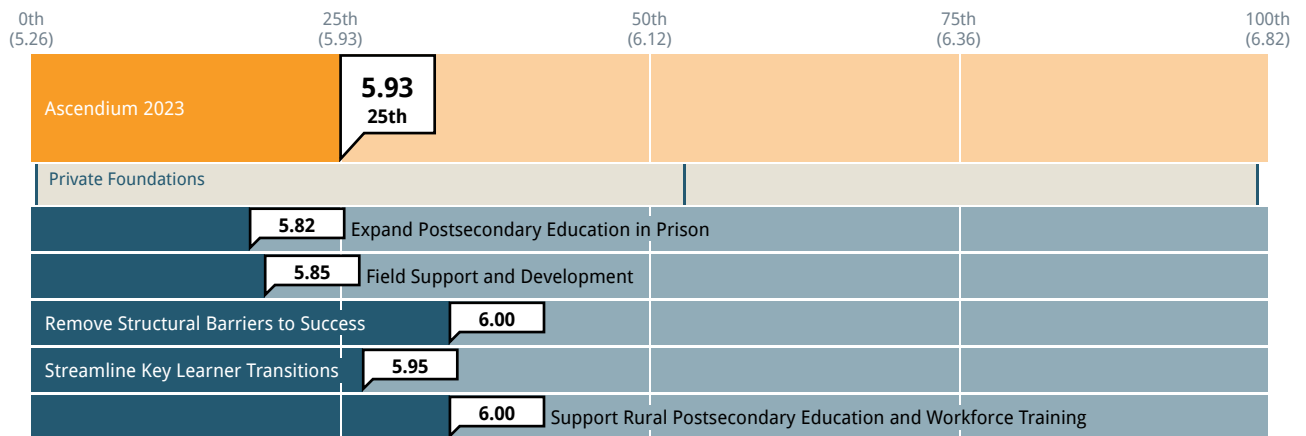 0th 25th 50th 75th 100th
(5.26) (5.93) (6.12) (6.36) (6.82)
Ascendium 2023
5.93
25th
Private Foundations
5.82 Expand Postsecondary Education in Prison
5.85 Field Support and Development
Remove Structural Barriers to Success 6.00
Streamline Key Learner Transitions 5.95
6.00 Support Rural Postsecondary Education and Workforce Training